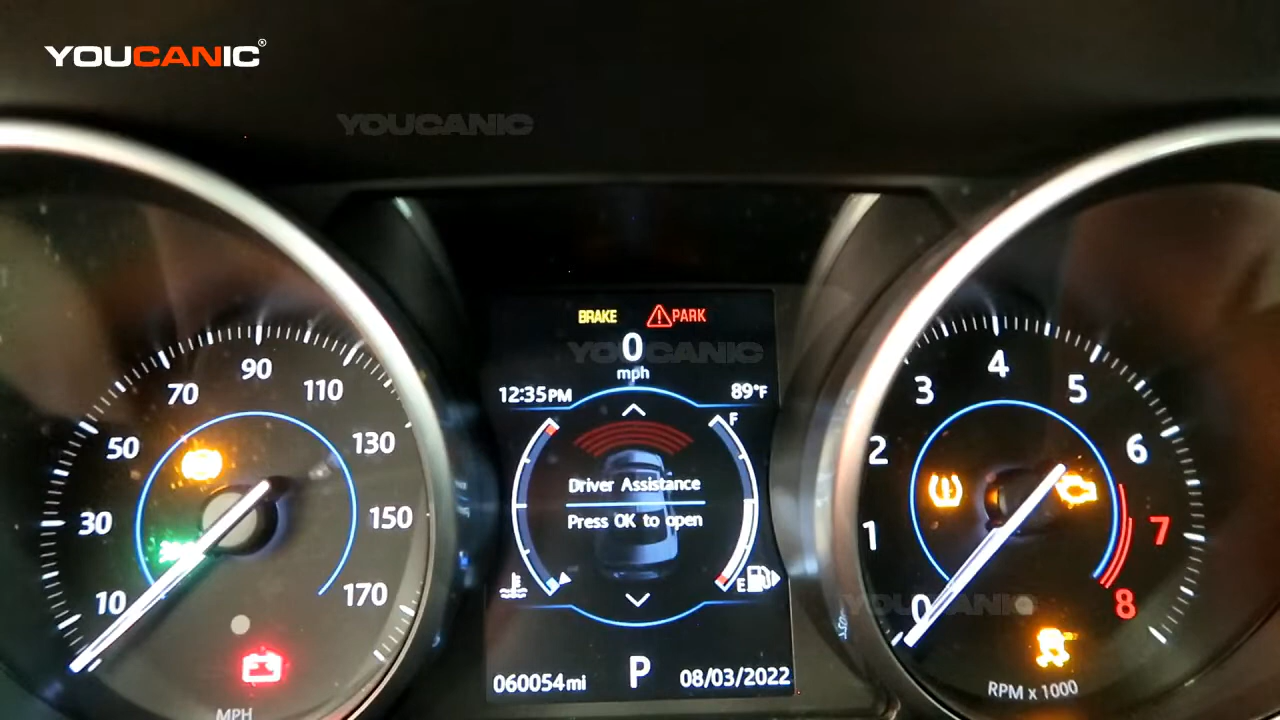 YOUCANIC®
YOUCANIC
BRAKE PARK
0
YOUCANIC
mph
12:35PM 89°F
F
Driver Assistance
Press OK to open
E
P
060054mi 08/03/2022
10
30
50
70
90
110
130
150
170
MPH
0
1
2
3
4
5
6
7
8
YOUCANIC
RPM x 1000